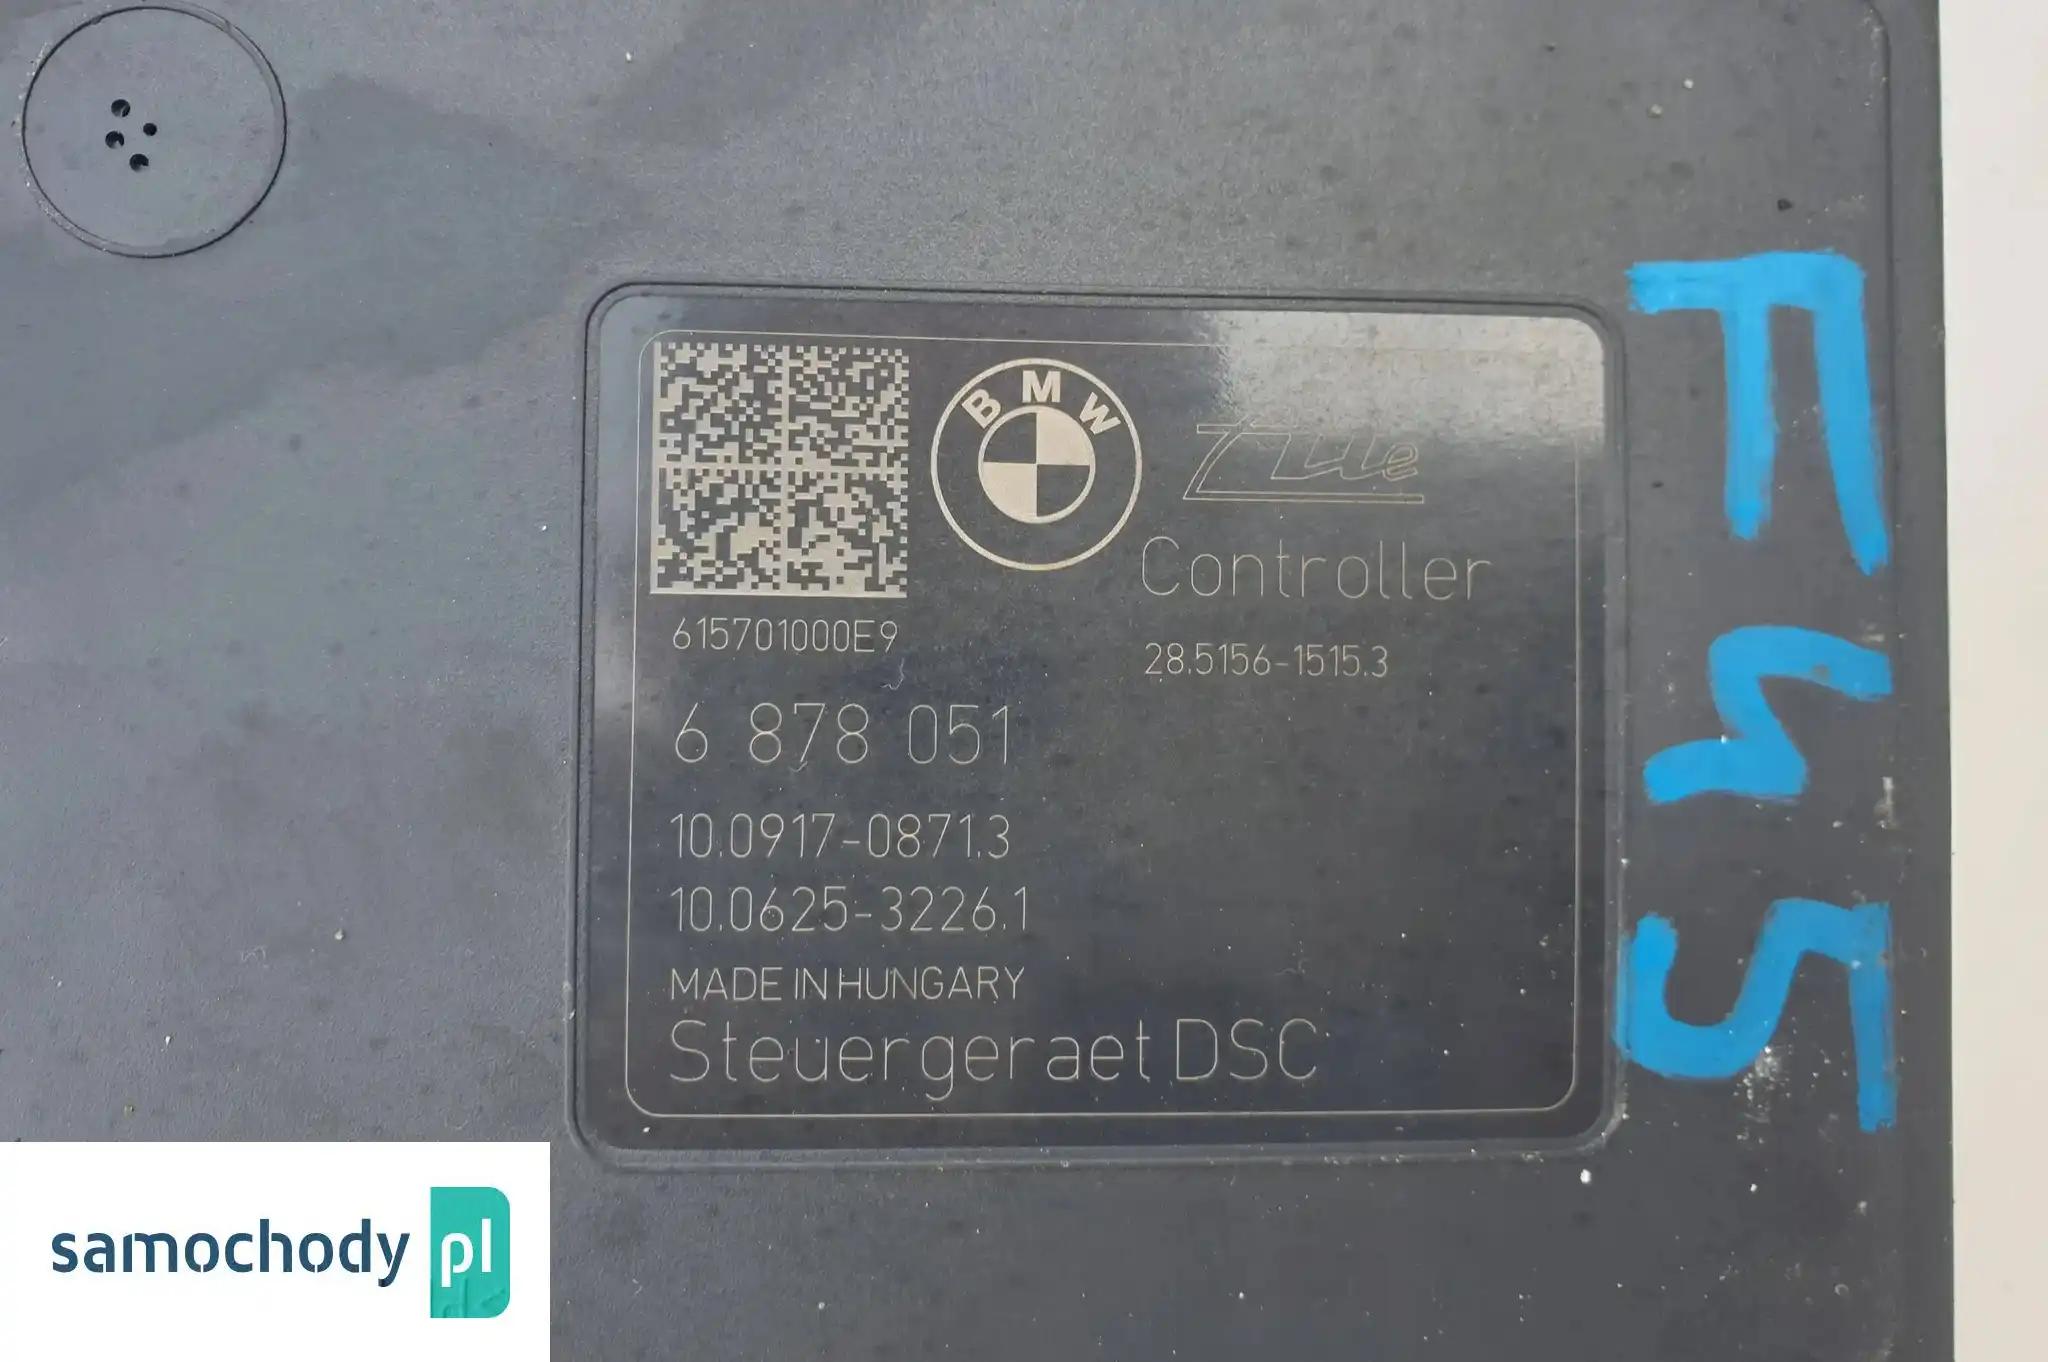 BMW
Ate
Controller
615701000E9
28.5156-1515.3
6 878 051
10.0917-0871.3
10.0625-3226.1
MADE IN HUNGARY
Steuergeraet DSC
F45
samochody pl